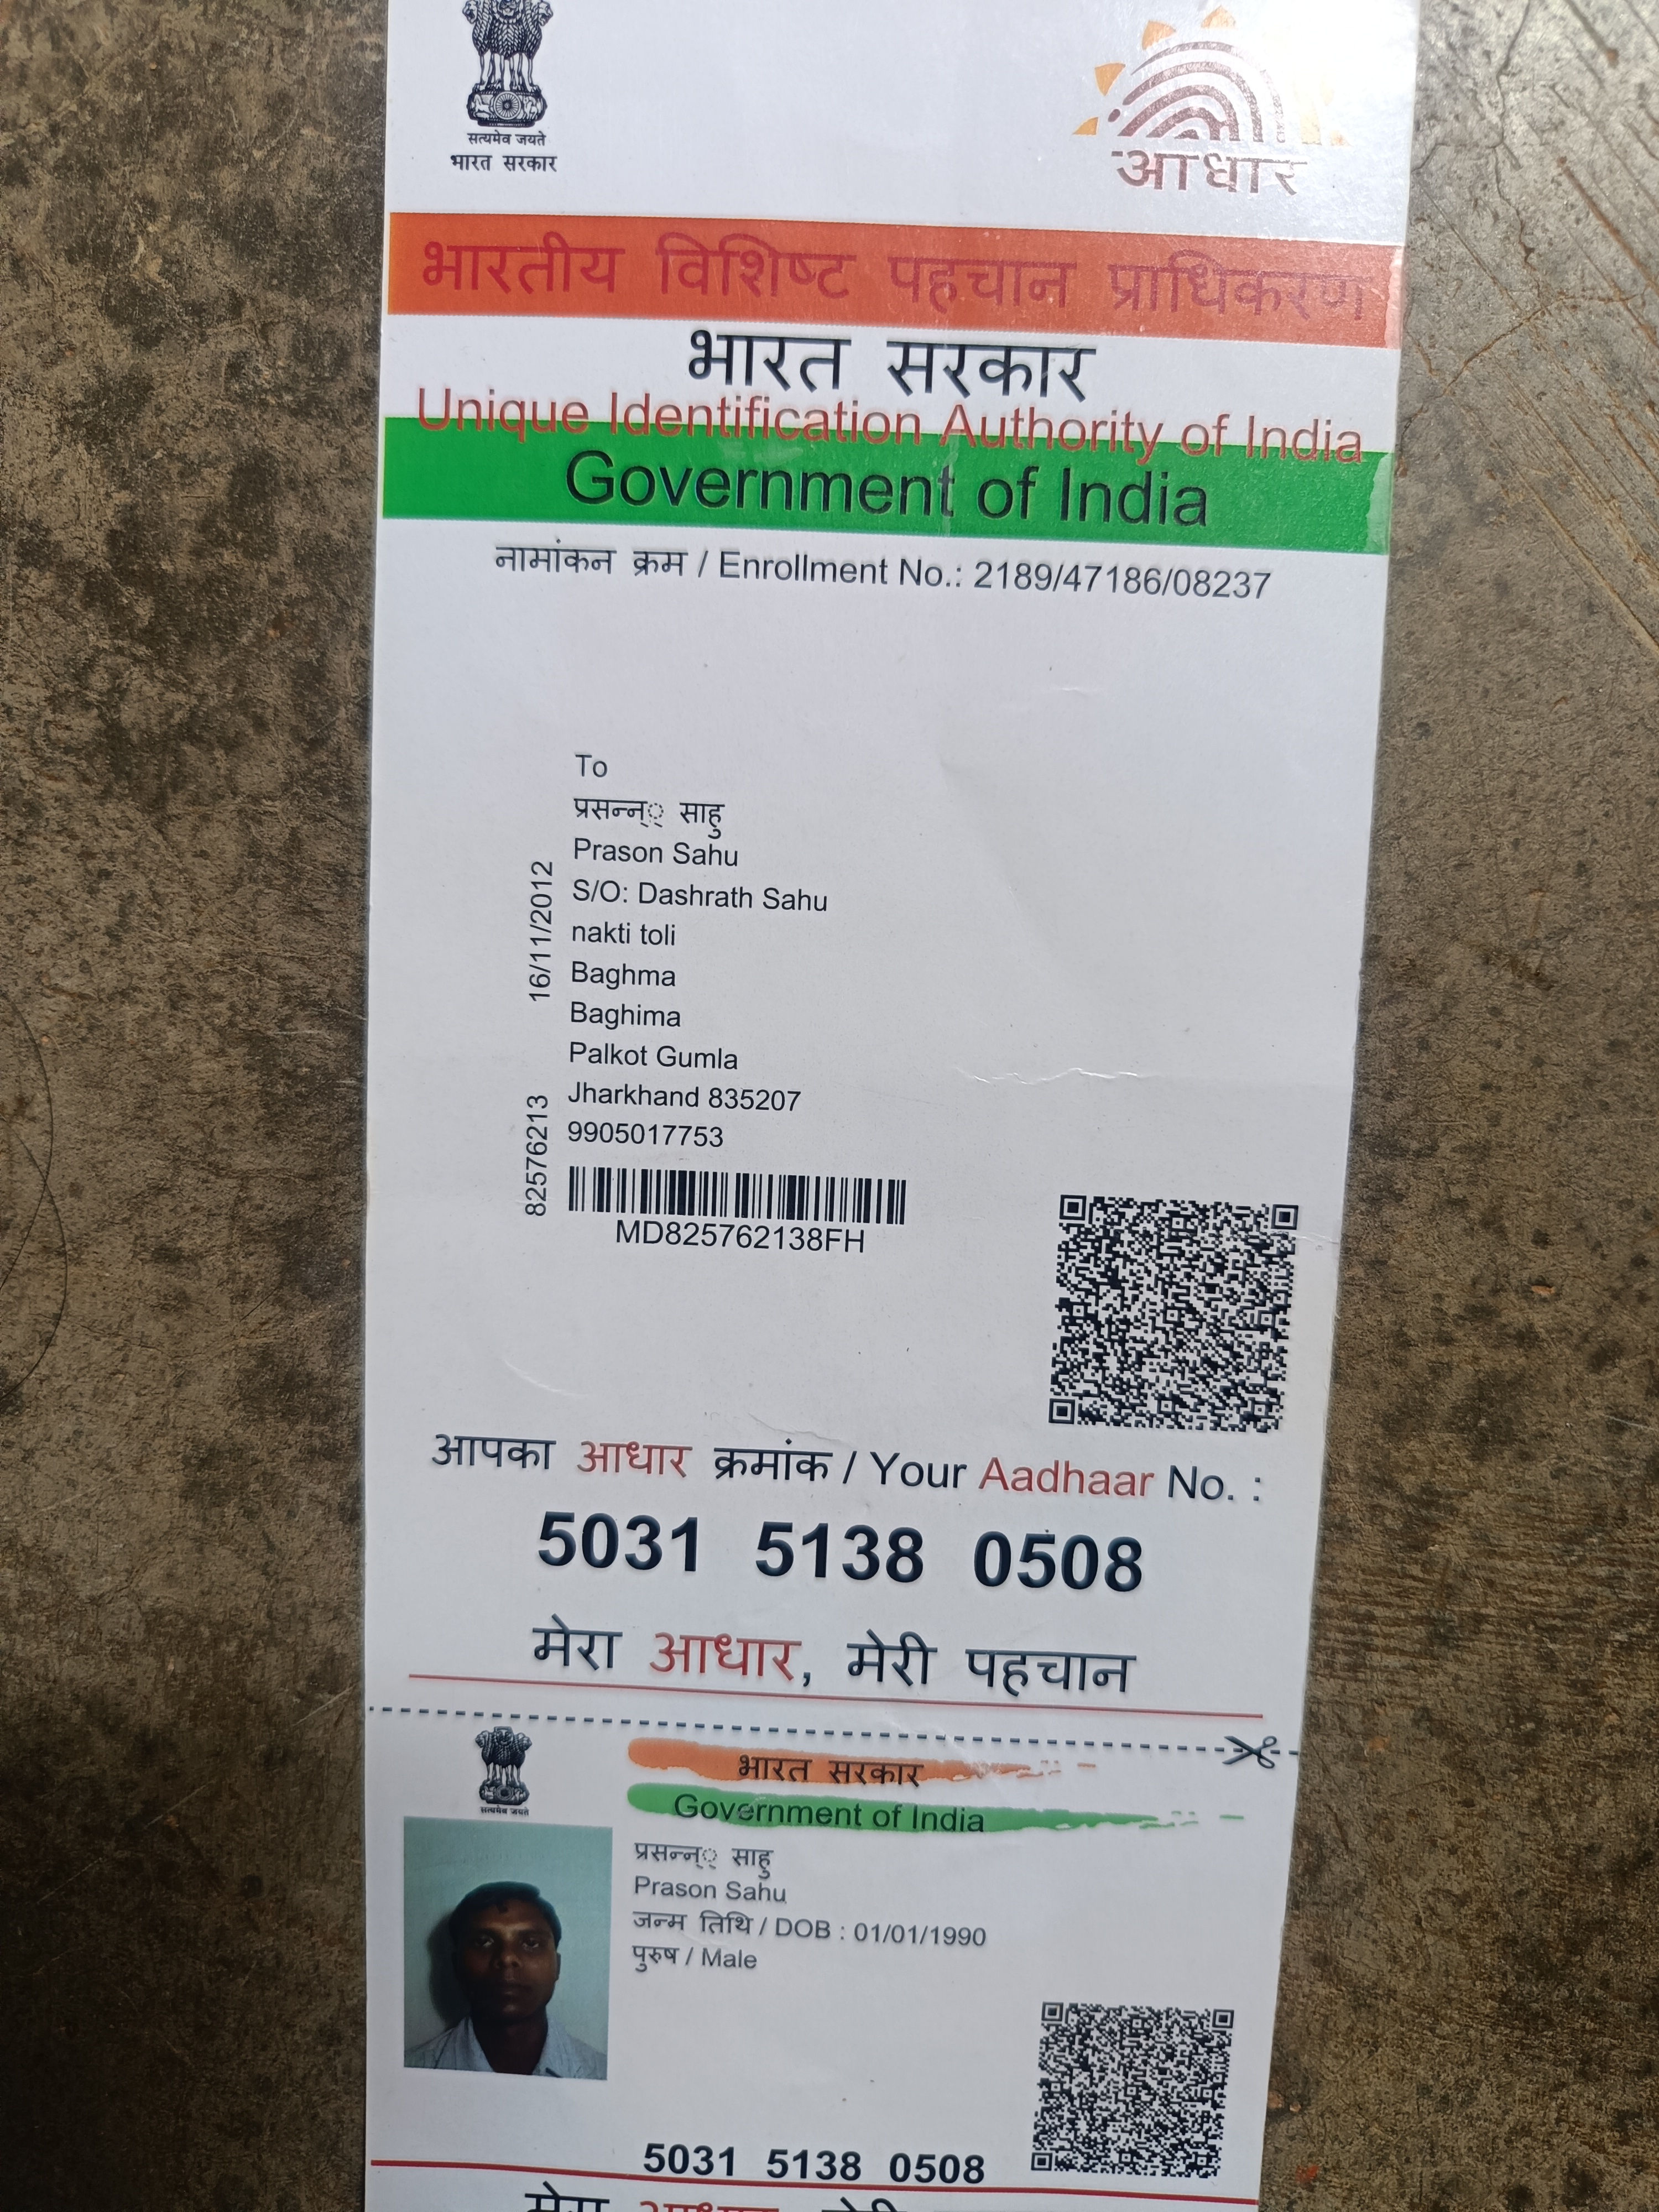 सत्यमेव जयते
भारत सरकार
आधार
भारतीय विशिष्ट पहचान प्राधिकरण
भारत सरकार
Unique Identification Authority of India
Government of India
नामांकन क्रम / Enrollment No.: 2189/47186/08237
To
प्रसन्न्् साहु
Prason Sahu
S/O: Dashrath Sahu
nakti toli
Baghma
Baghima
Palkot Gumla
Jharkhand 835207
9905017753
16/11/2012
82576213
MD825762138FH
आपका आधार क्रमांक / Your Aadhaar No. :
5031 5138 0508
मेरा आधार, मेरी पहचान
सत्यमेव जयते
भारत सरकार
Government of India
प्रसन्न्् साहु
Prason Sahu
जन्म तिथि / DOB : 01/01/1990
पुरुष / Male
5031 5138 0508